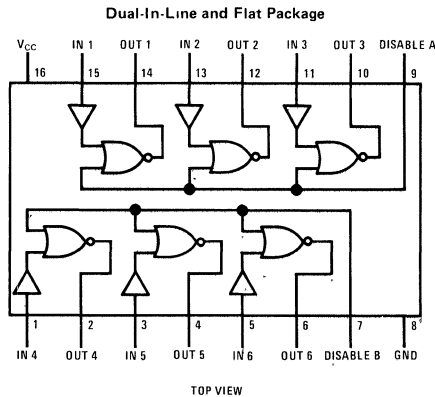 Dual-In-Line and Flat Package
VCC IN 1 OUT 1 IN 2 OUT 2 IN 3 OUT 3 DISABLE A
16 15 14 13 12 11 10 9
1 2 3 4 5 6 7 8
IN 4 OUT 4 IN 5 OUT 5 IN 6 OUT 6 DISABLE B GND
TOP VIEW